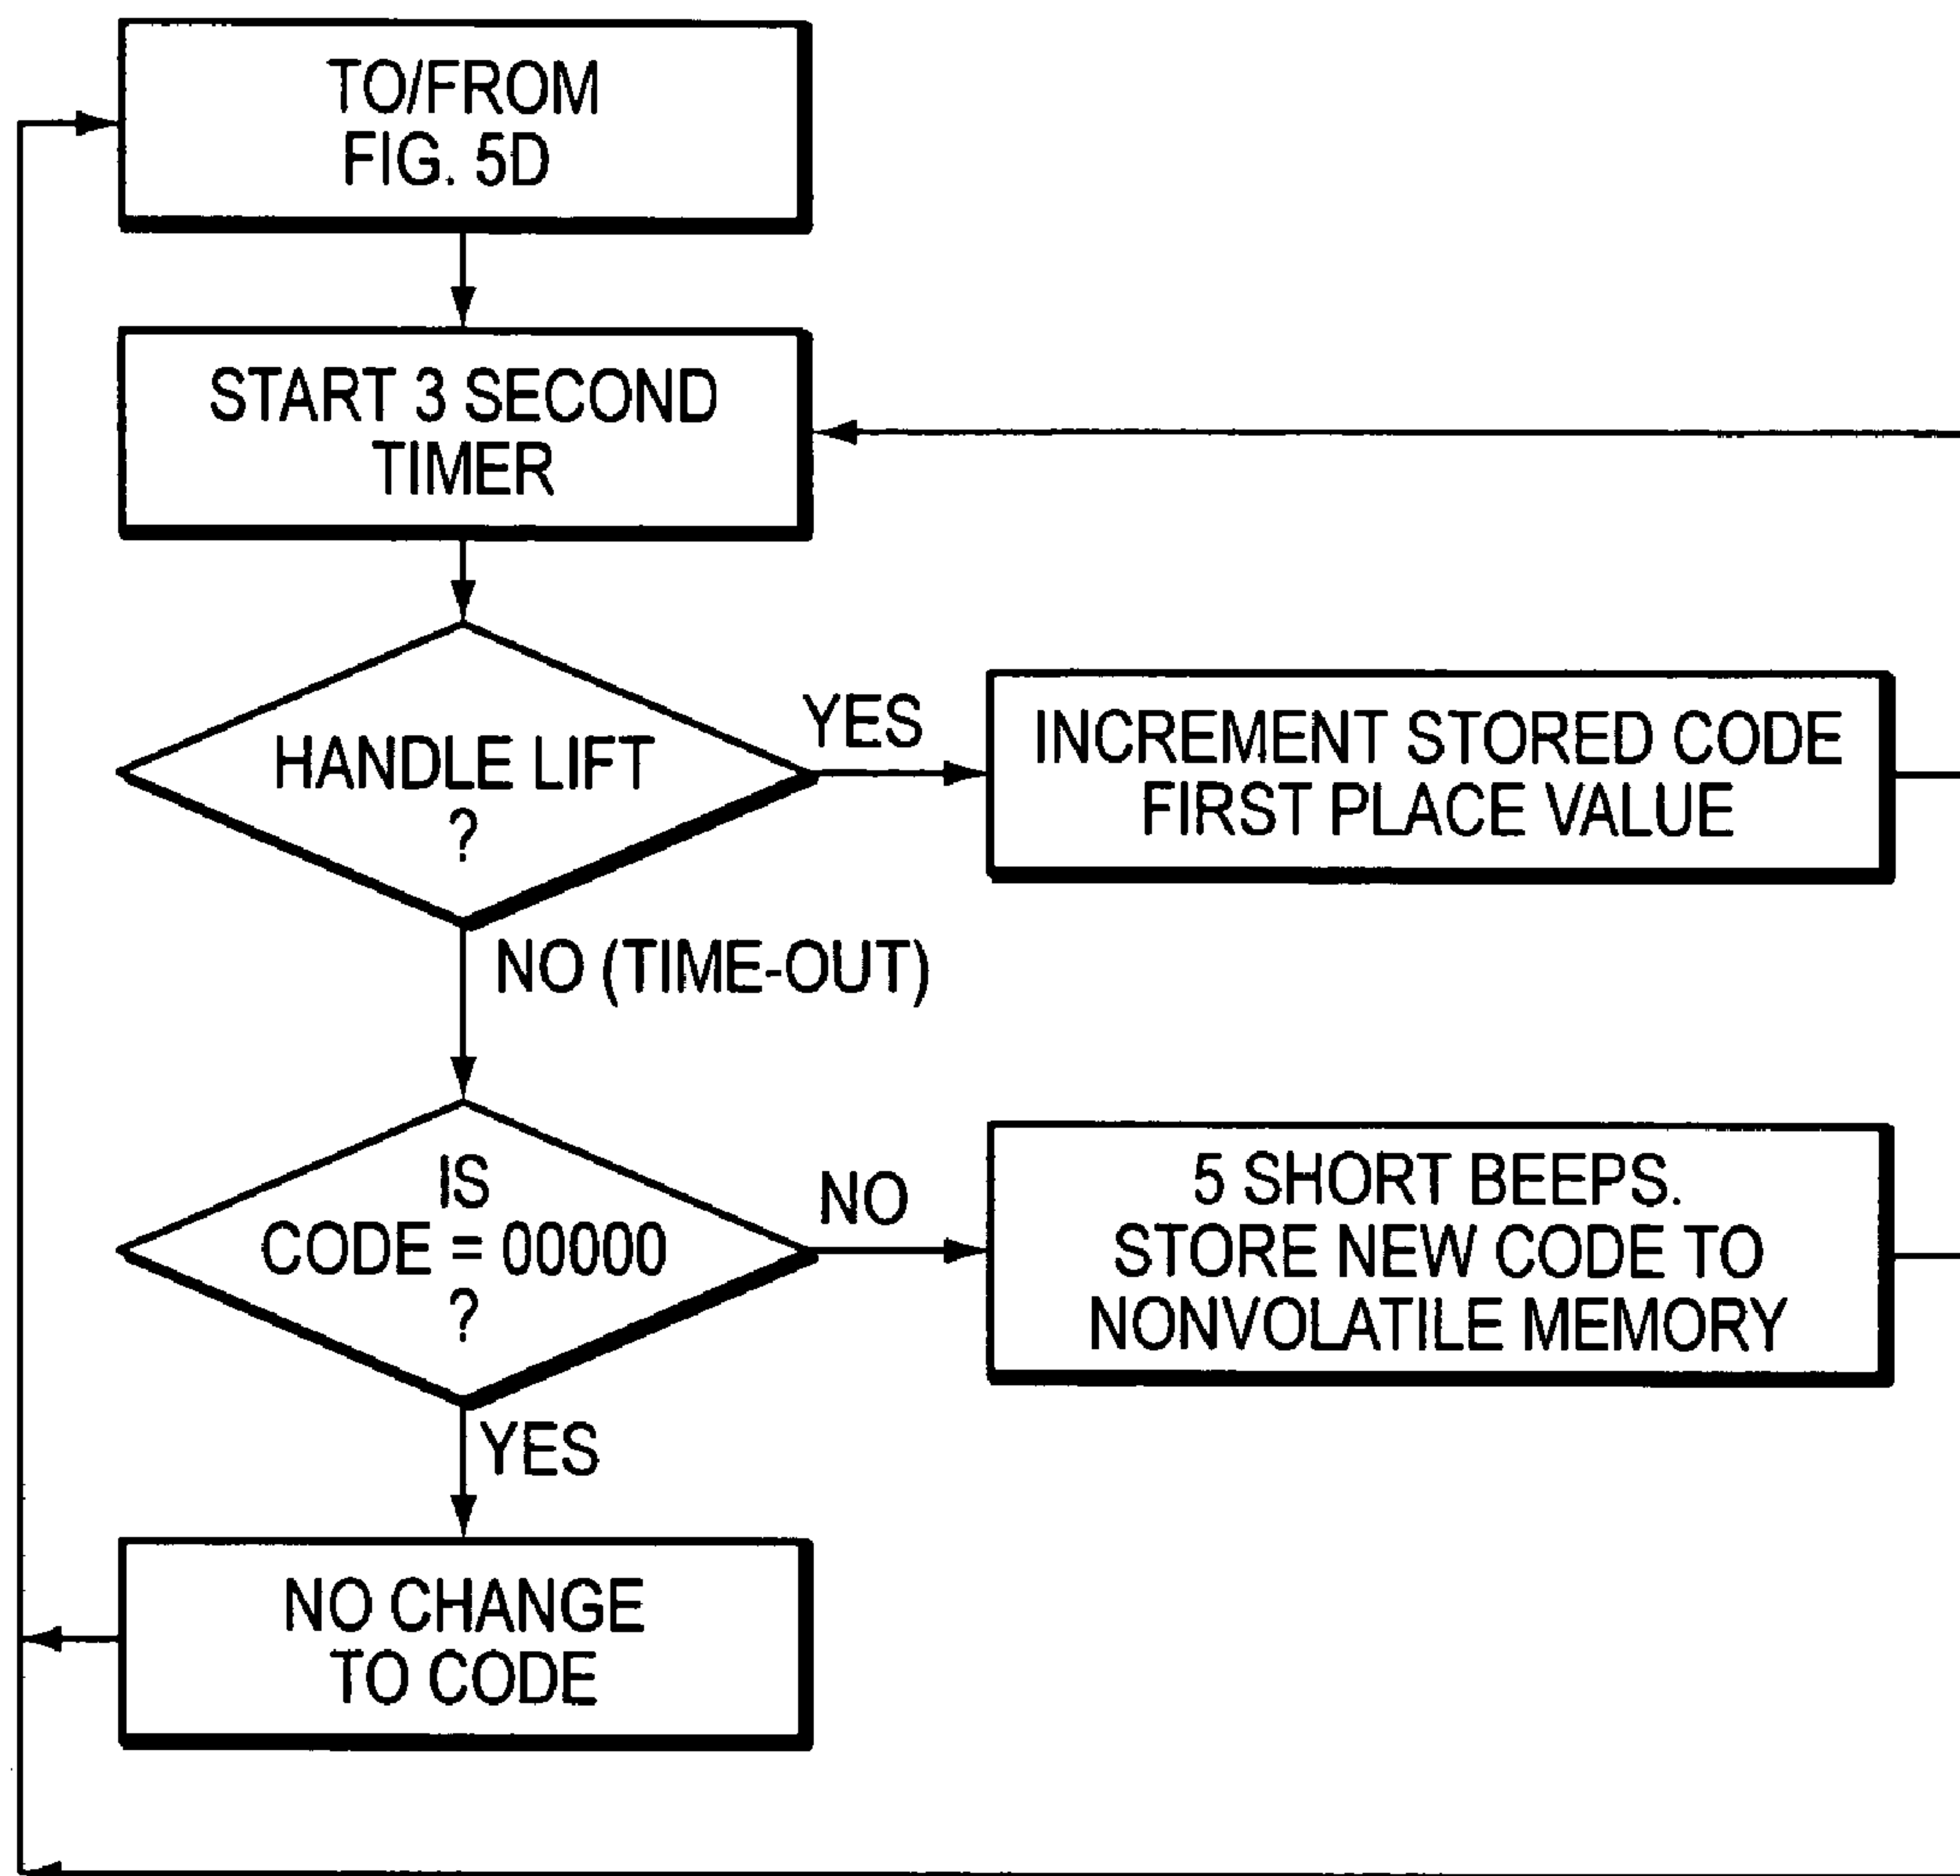 TO/FROM
FIG. 5D
START 3 SECOND
TIMER
HANDLE LIFT
?
YES
INCREMENT STORED CODE
FIRST PLACE VALUE
NO (TIME-OUT)
IS
CODE = 00000
?
NO
5 SHORT BEEPS.
STORE NEW CODE TO
NONVOLATILE MEMORY
YES
NO CHANGE
TO CODE